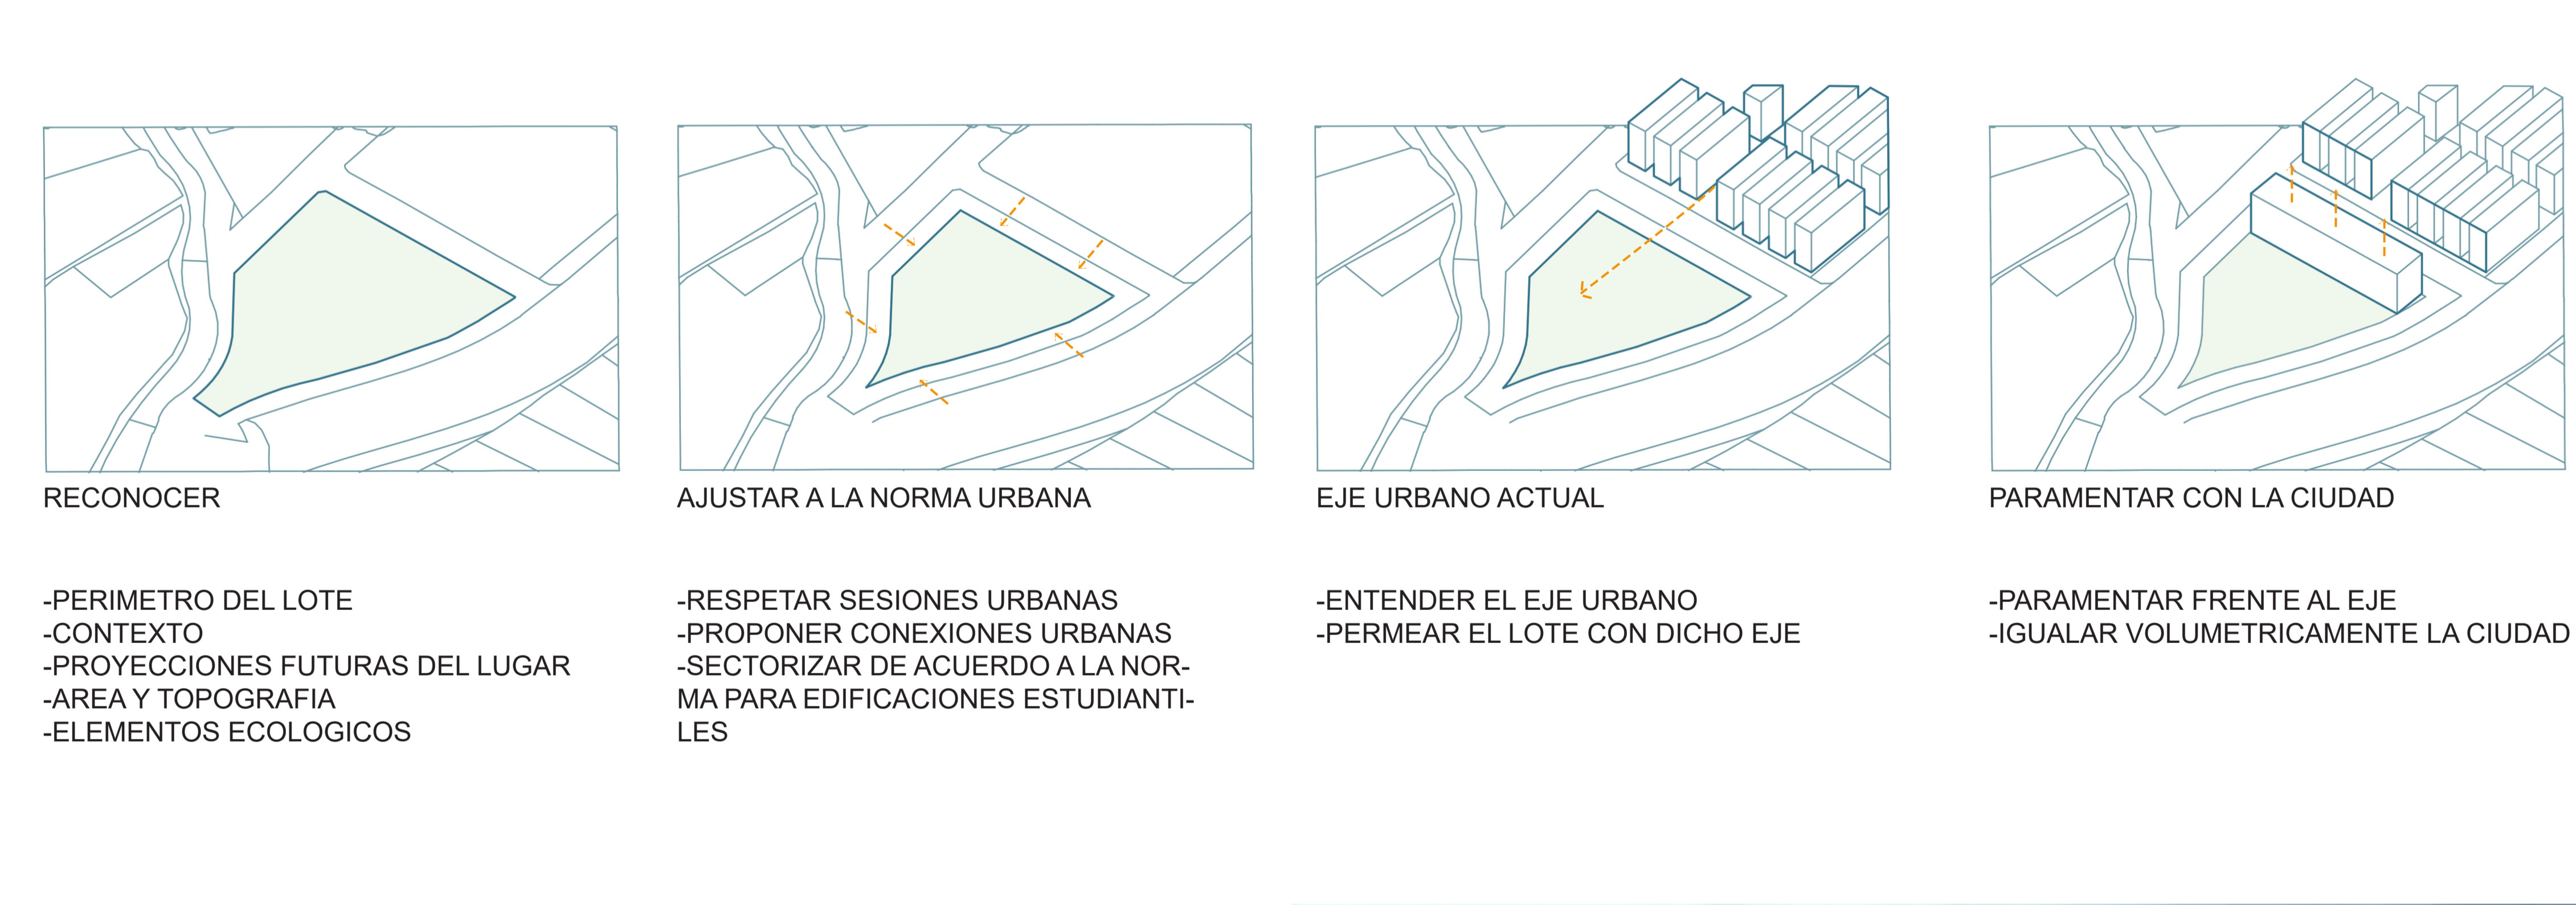 RECONOCER
-PERIMETRO DEL LOTE
-CONTEXTO
-PROYECCIONES FUTURAS DEL LUGAR
-AREA Y TOPOGRAFIA
-ELEMENTOS ECOLOGICOS
AJUSTAR A LA NORMA URBANA
-RESPETAR SESIONES URBANAS
-PROPONER CONEXIONES URBANAS
-SECTORIZAR DE ACUERDO A LA NOR-
MA PARA EDIFICACIONES ESTUDIANTI-
LES
EJE URBANO ACTUAL
-ENTENDER EL EJE URBANO
-PERMEAR EL LOTE CON DICHO EJE
PARAMENTAR CON LA CIUDAD
-PARAMENTAR FRENTE AL EJE
-IGUALAR VOLUMETRICAMENTE LA CIUDAD